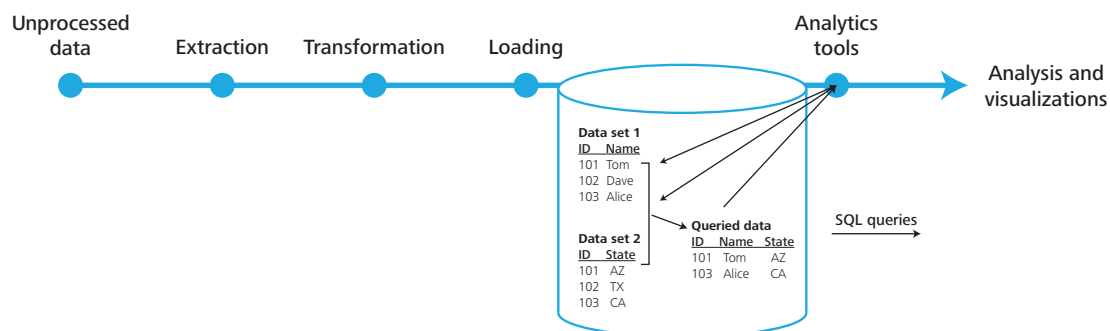 Unprocessed
data
Extraction
Transformation
Loading
Analytics
tools
Analysis and
visualizations
Data set 1
ID Name
101 Tom
102 Dave
103 Alice
Data set 2
ID State
101 AZ
102 TX
103 CA
Queried data
ID Name State
101 Tom AZ
103 Alice CA
SQL queries